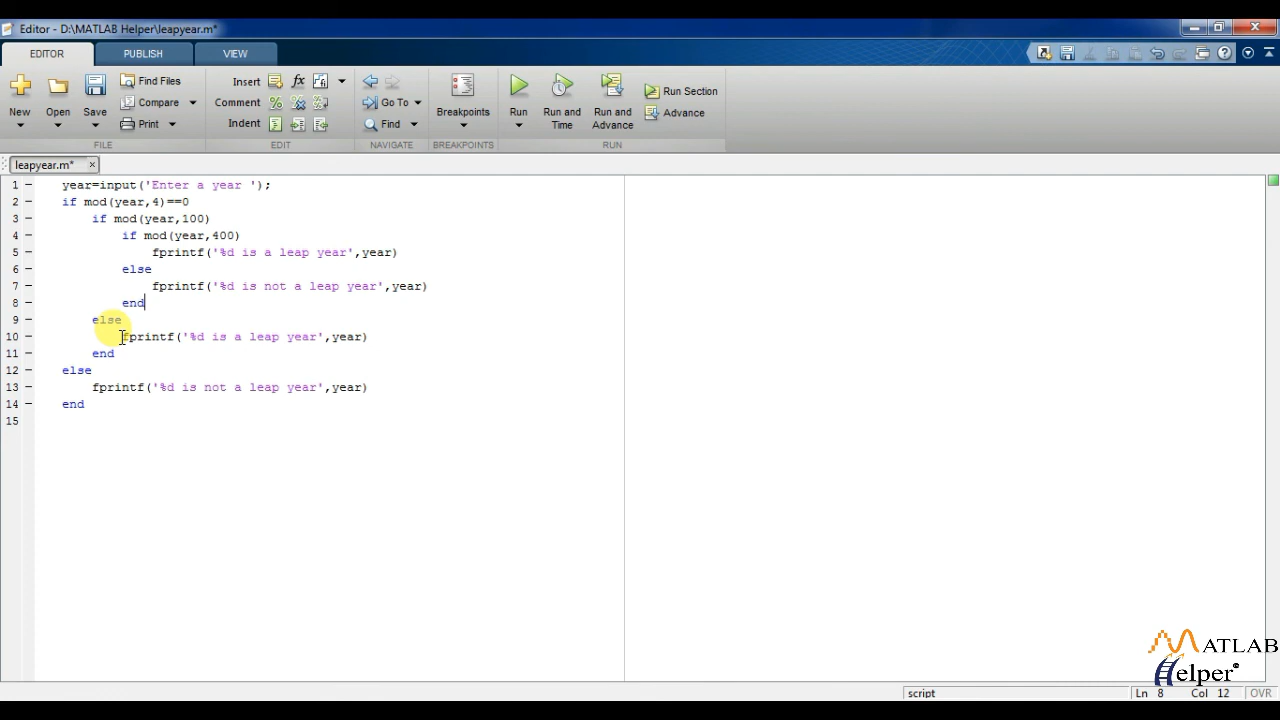 Editor - D:\MATLAB Helper\leapyear.m*
EDITOR PUBLISH VIEW
New Open Save Find Files Compare Print
FILE
Insert fx
Comment
Indent
EDIT
Go To
Find
NAVIGATE
Breakpoints
BREAKPOINTS
Run Run and Time Run and Advance Run Section Advance
RUN
leapyear.m*
1 year=input('Enter a year ');
2 if mod(year,4)==0
3 if mod(year,100)
4 if mod(year,400)
5 fprintf('%d is a leap year',year)
6 else
7 fprintf('%d is not a leap year',year)
8 end
9 else
10 fprintf('%d is a leap year',year)
11 end
12 else
13 fprintf('%d is not a leap year',year)
14 end
15
MATLAB
Helper®
script Ln 8 Col 12 OVR